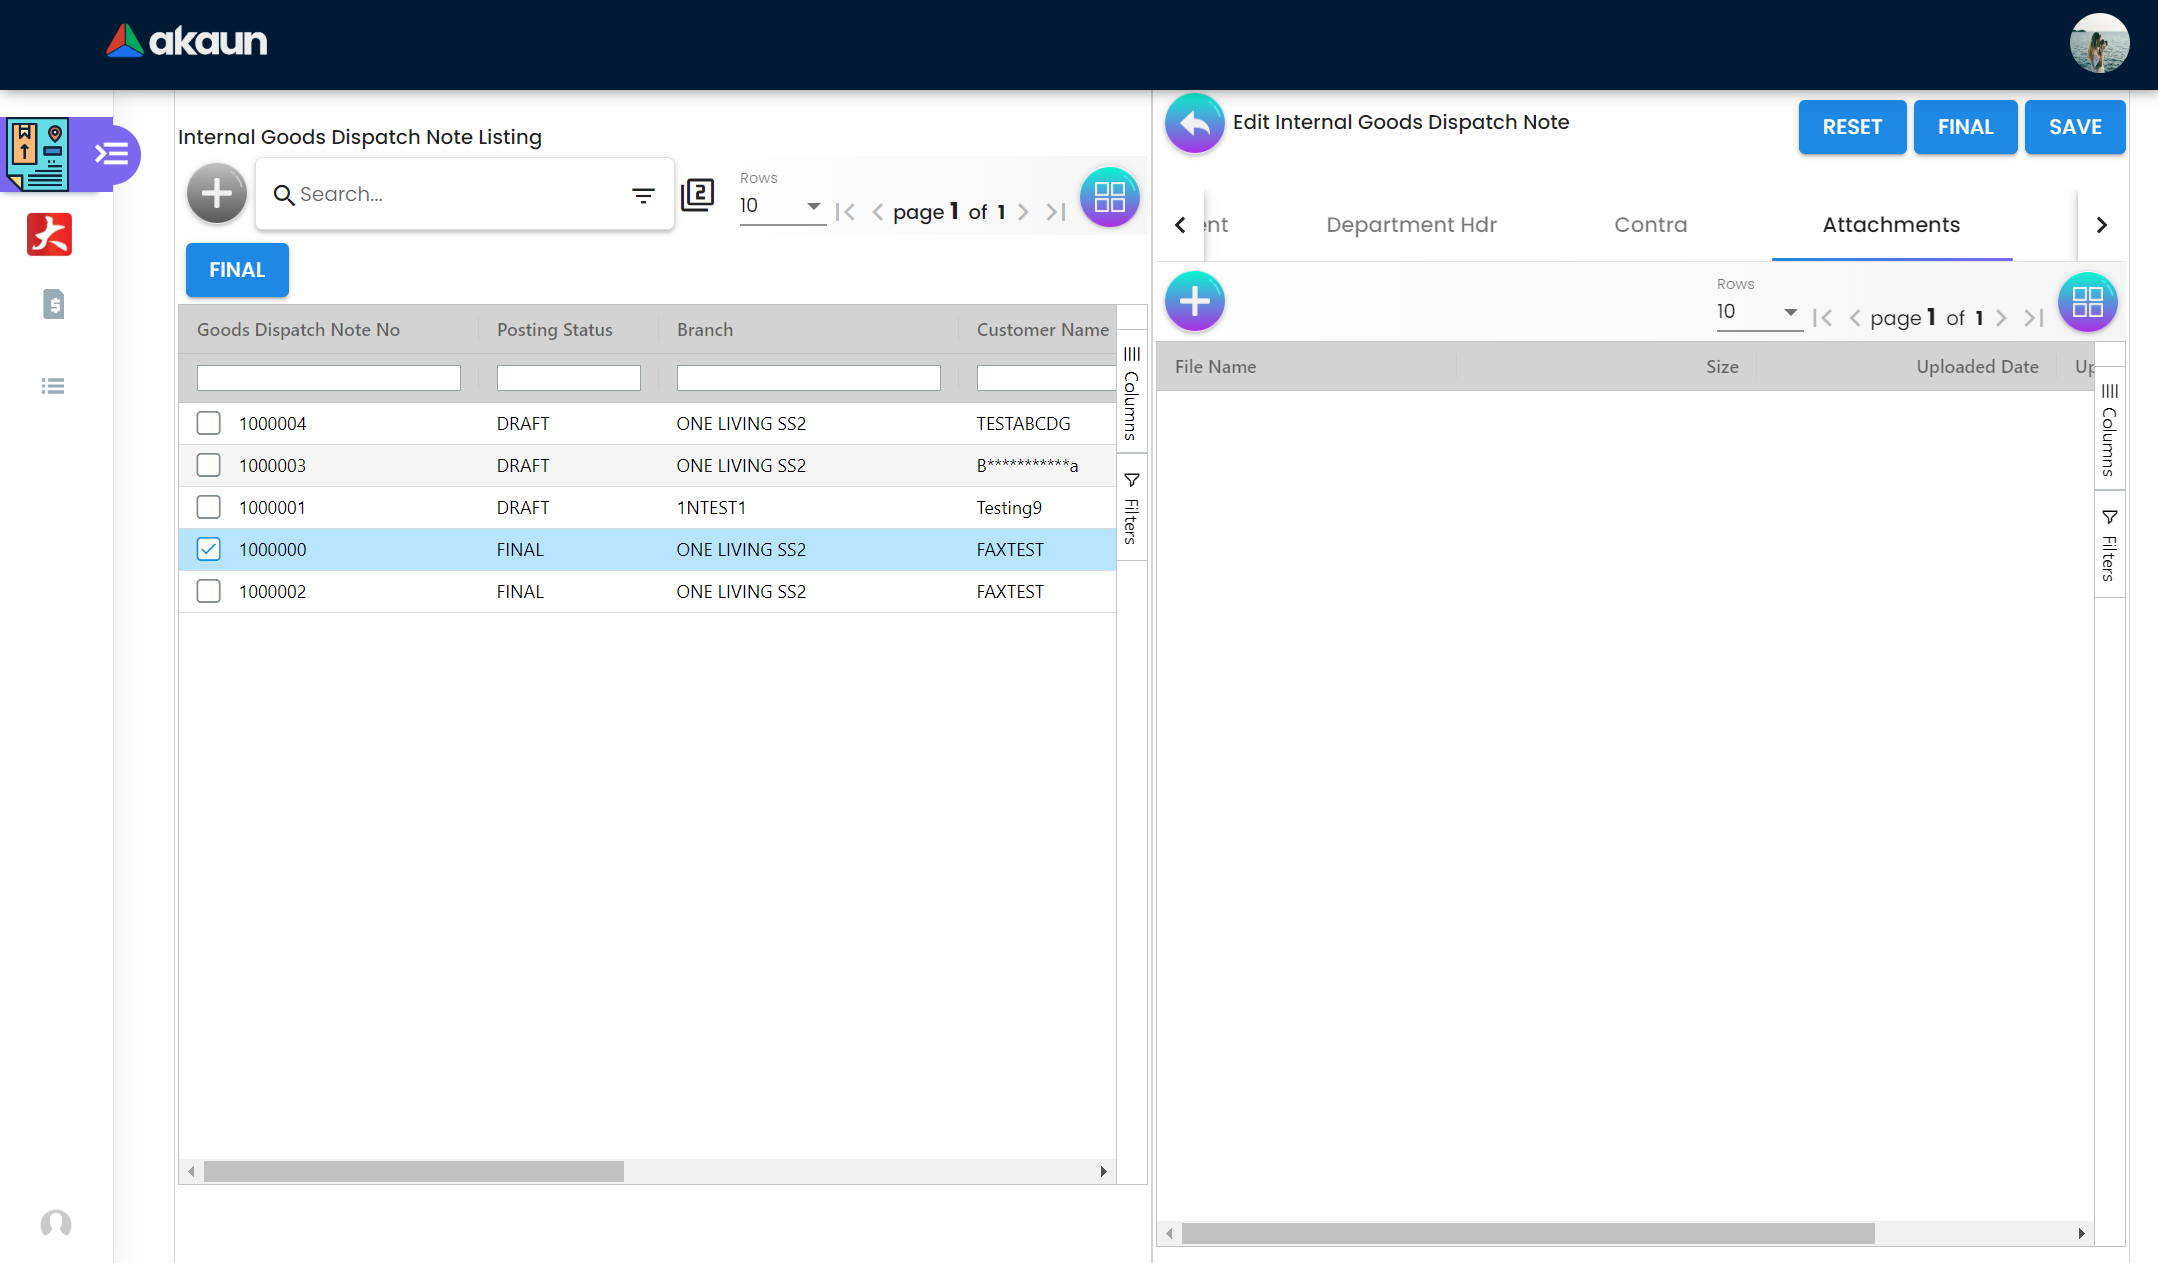 akaun
Internal Goods Dispatch Note Listing
Search...
2
Rows
10
page 1 of 1
FINAL
Goods Dispatch Note No Posting Status Branch Customer Name
1000004 DRAFT ONE LIVING SS2 TESTABCDG
1000003 DRAFT ONE LIVING SS2 B***********a
1000001 DRAFT 1NTEST1 Testing9
1000000 FINAL ONE LIVING SS2 FAXTEST
1000002 FINAL ONE LIVING SS2 FAXTEST
Columns
Filters
Edit Internal Goods Dispatch Note
RESET FINAL SAVE
nt Department Hdr Contra Attachments
Rows
10
page 1 of 1
File Name Size Uploaded Date Up
Columns
Filters